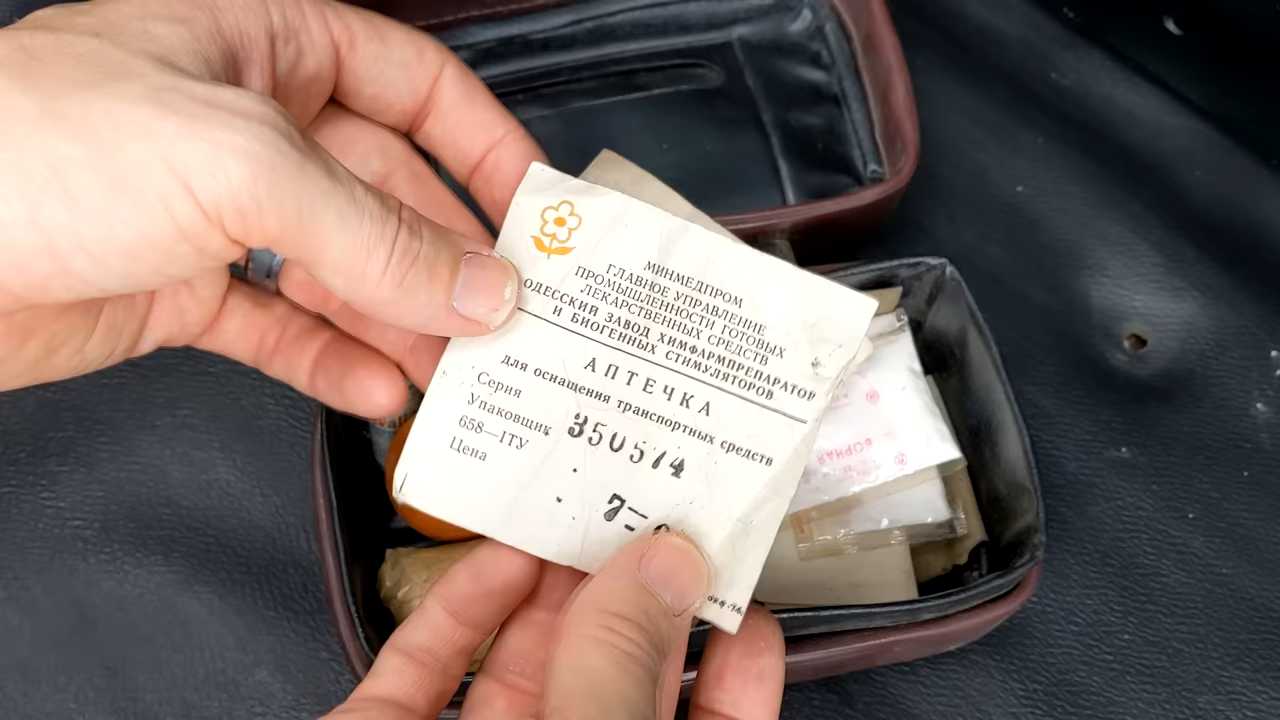 МИНМЕДПРОМ
ГЛАВНОЕ УПРАВЛЕНИЕ
ПРОМЫШЛЕННОСТИ ГОТОВЫХ
ЛЕКАРСТВЕННЫХ СРЕДСТВ
ОДЕССКИЙ ЗАВОД ХИМФАРМПРЕПАРАТОВ
И БИОГЕННЫХ СТИМУЛЯТОРОВ
АПТЕЧКА
для оснащения транспортных средств
Серия
Упаковщик 350574
658—ІТУ
Цена 7=
БОРНАЯ